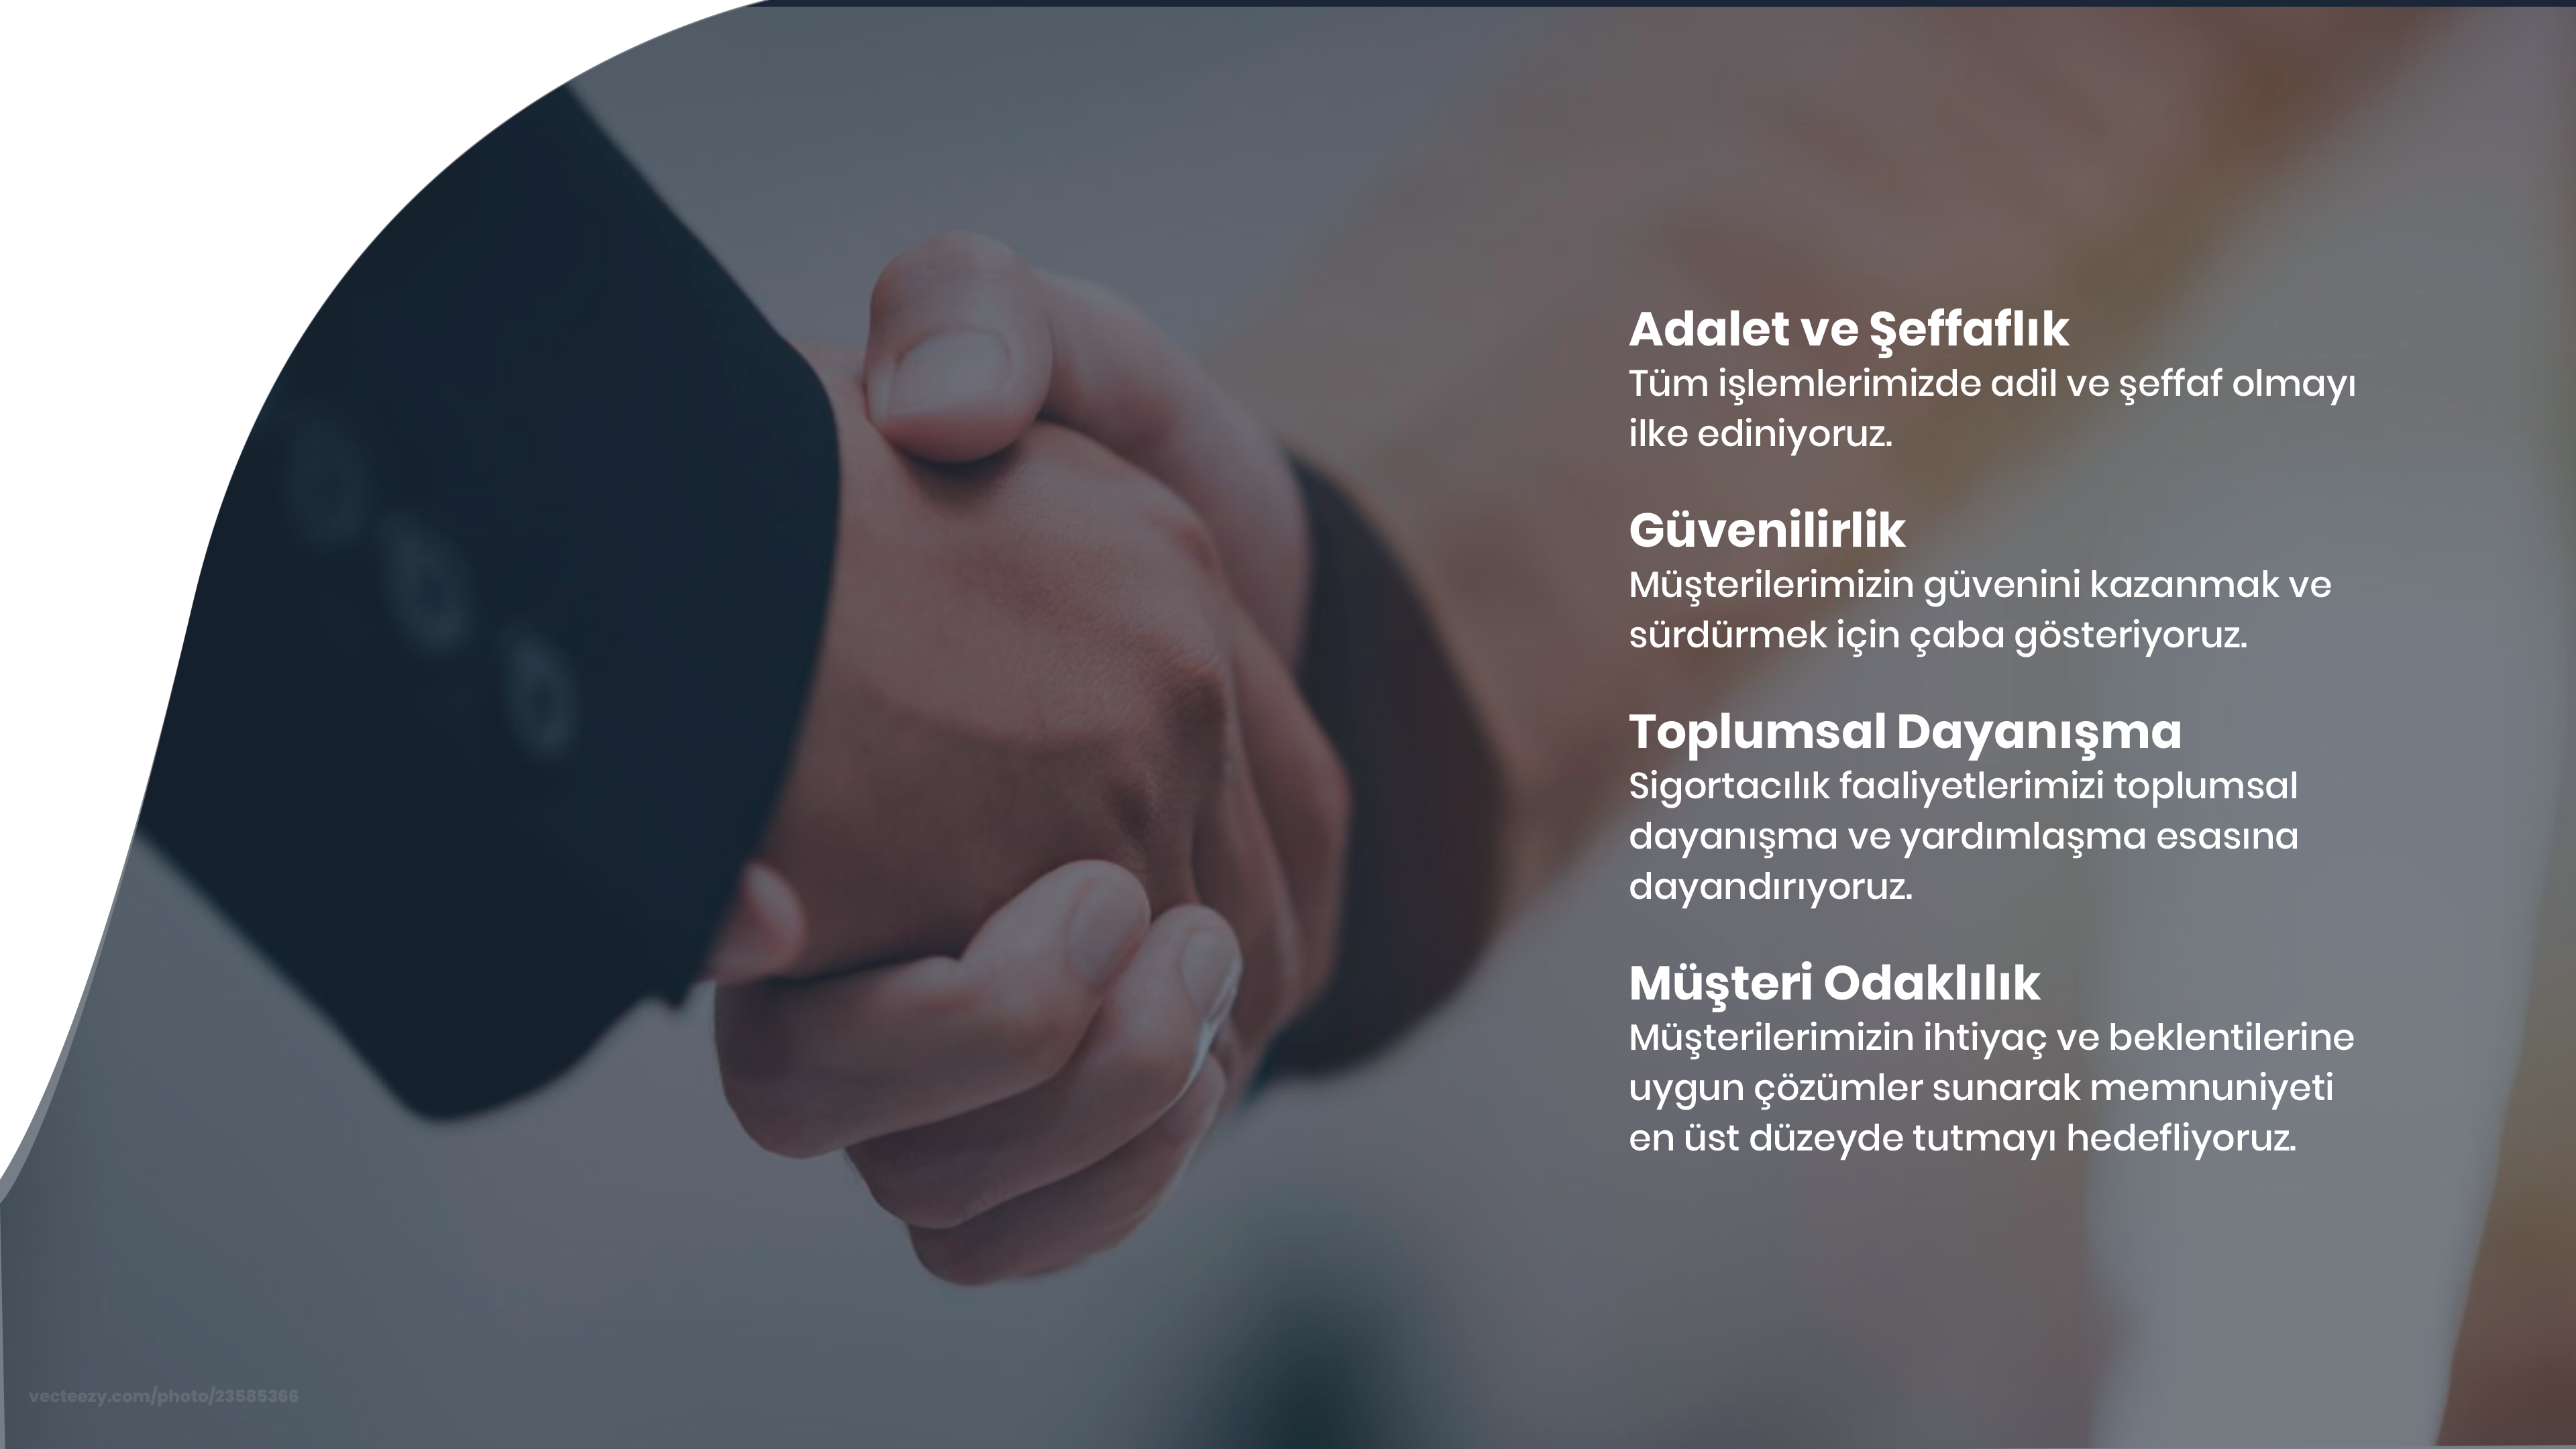 Adalet ve Şeffaflık
Tüm işlemlerimizde adil ve şeffaf olmayı
ilke ediniyoruz.
Güvenilirlik
Müşterilerimizin güvenini kazanmak ve
sürdürmek için çaba gösteriyoruz.
Toplumsal Dayanışma
Sigortacılık faaliyetlerimizi toplumsal
dayanışma ve yardımlaşma esasına
dayandırıyoruz.
Müşteri Odaklılık
Müşterilerimizin ihtiyaç ve beklentilerine
uygun çözümler sunarak memnuniyeti
en üst düzeyde tutmayı hedefliyoruz.
vecteezy.com/photo/23585366